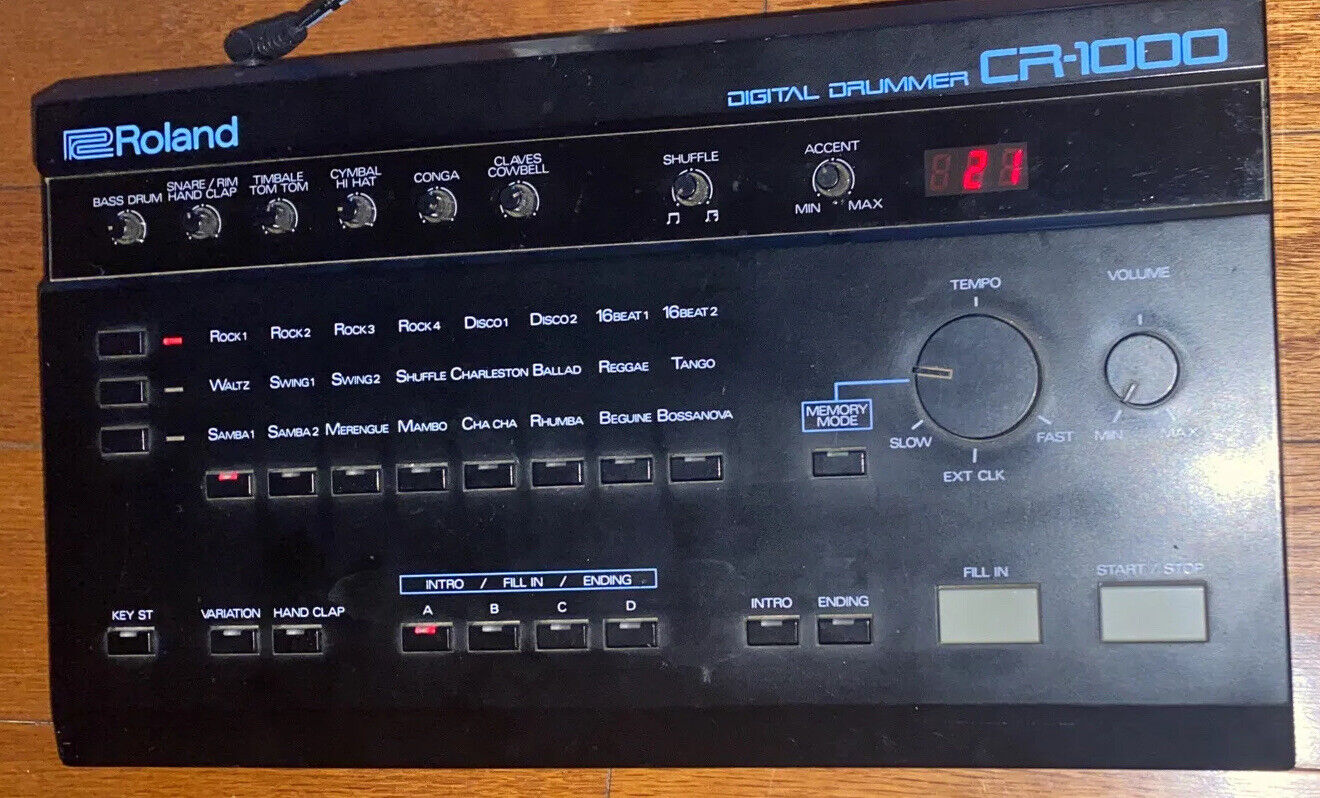 DIGITAL DRUMMER CR-1000
Roland
BASS DRUM
SNARE / RIM
HAND CLAP
TIMBALE
TOM TOM
CYMBAL
HI HAT
CONGA
CLAVES
COWBELL
SHUFFLE
ACCENT
MIN MAX
21
ROCK1 ROCK2 ROCK3 ROCK4 DISCO1 DISCO2 16BEAT1 16BEAT2
WALTZ SWING1 SWING2 SHUFFLE CHARLESTON BALLAD REGGAE TANGO
SAMBA1 SAMBA2 MERENGUE MAMBO CHA CHA RHUMBA BEGUINE BOSSANOVA
MEMORY
MODE
TEMPO
SLOW FAST
EXT CLK
VOLUME
MIN MAX
KEY ST
VARIATION HAND CLAP
INTRO / FILL IN / ENDING
A B C D
INTRO ENDING
FILL IN
START / STOP